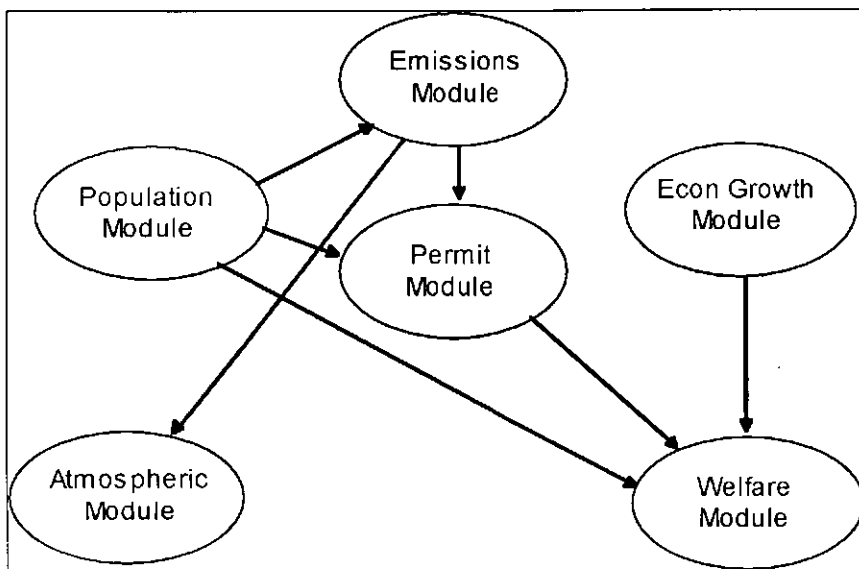 Emissions
Module
Population
Module
Econ Growth
Module
Permit
Module
Atmospheric
Module
Welfare
Module